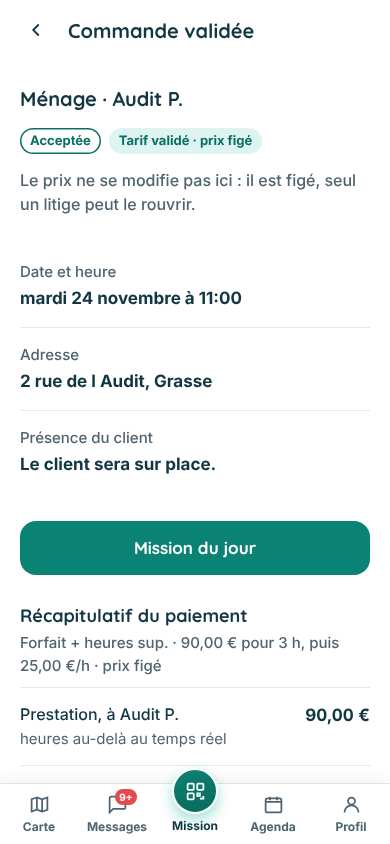 Commande validée
Ménage · Audit P.
Acceptée
Tarif validé · prix figé
Le prix ne se modifie pas ici : il est figé, seul
un litige peut le rouvrir.
Date et heure
mardi 24 novembre à 11:00
Adresse
2 rue de l Audit, Grasse
Présence du client
Le client sera sur place.
Mission du jour
Récapitulatif du paiement
Forfait + heures sup. · 90,00 € pour 3 h, puis
25,00 €/h · prix figé
Prestation, à Audit P. 90,00 €
heures au-delà au temps réel
9+
Carte
Messages
Mission
Agenda
Profil